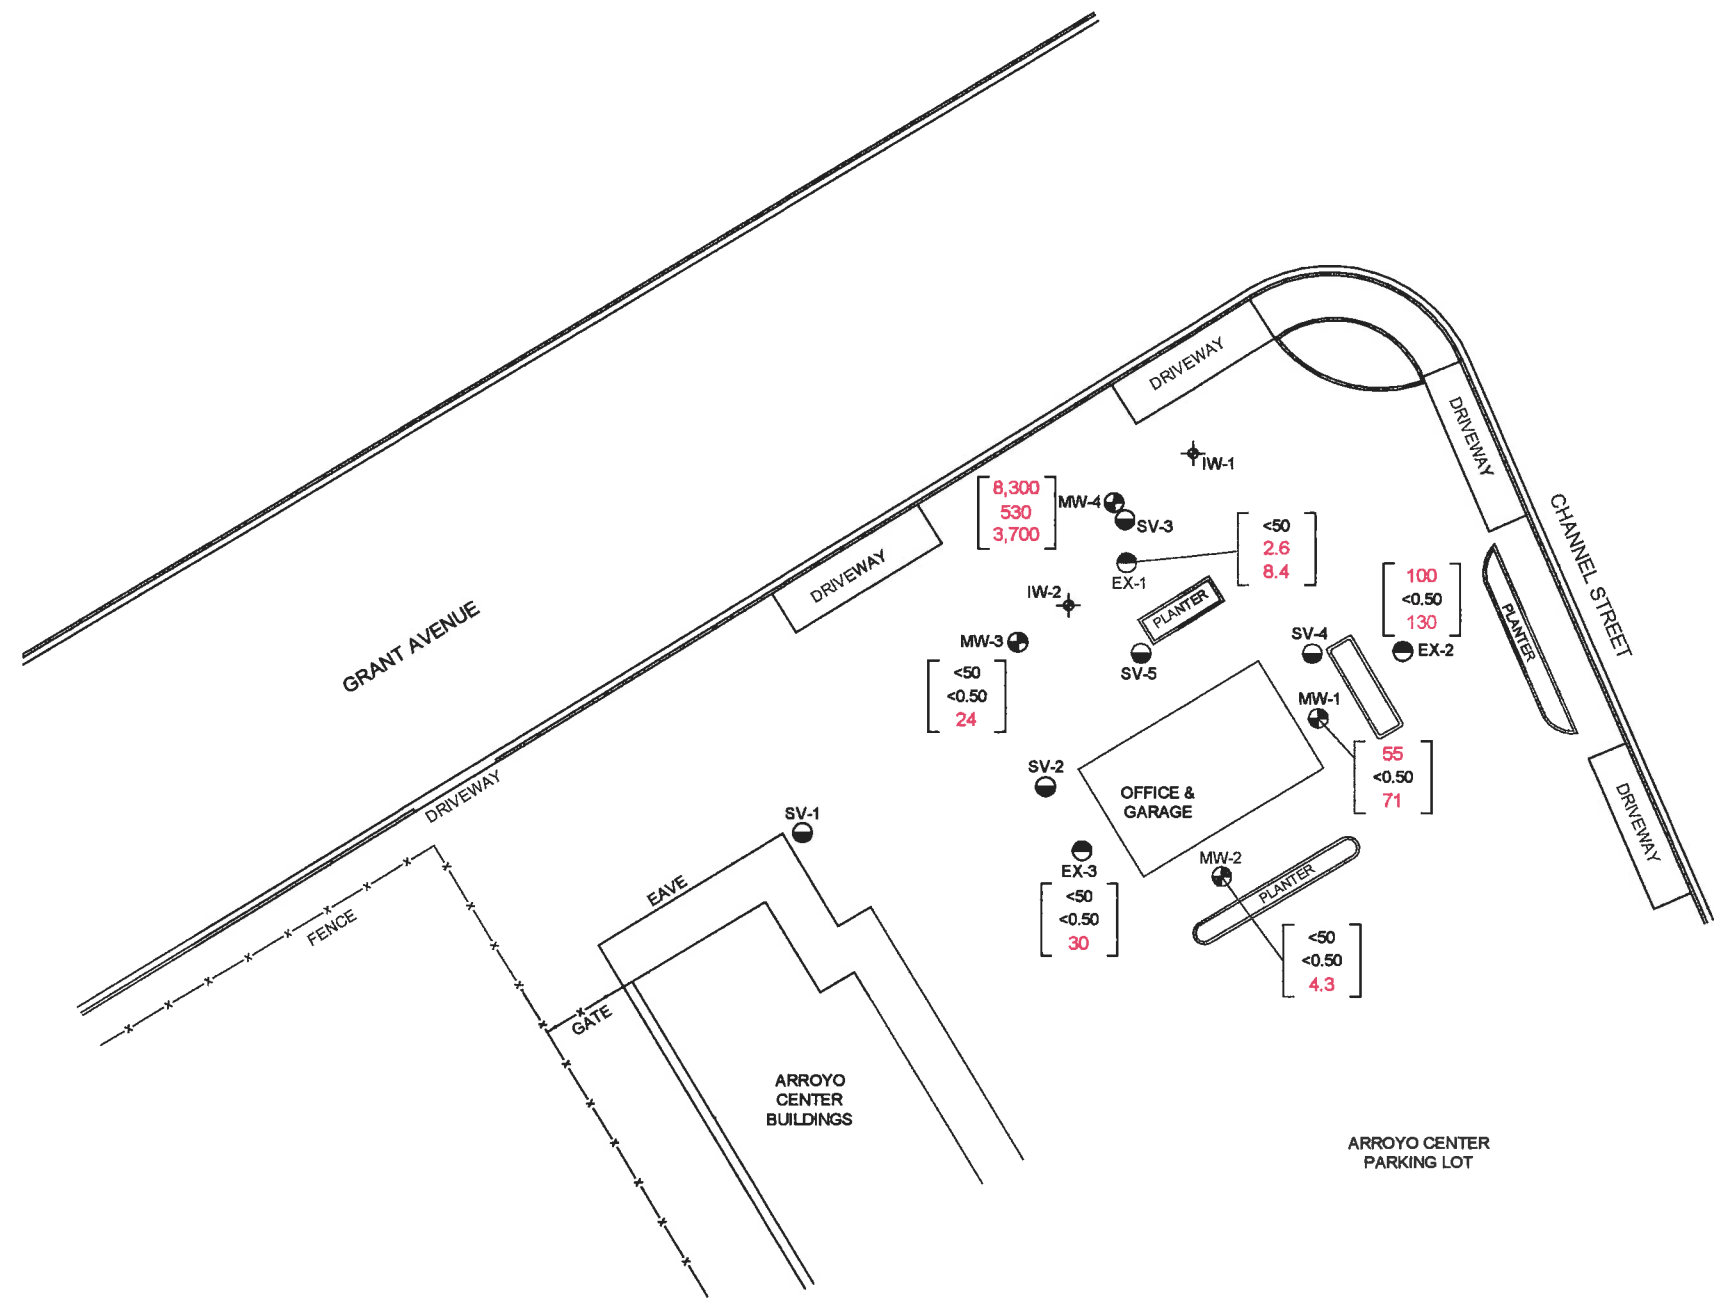 DRIVEWAY
DRIVEWAY
IW-1
8,300
530
3,700
MW-4
SV-3
<50
2.6
8.4
EX-1
CHANNEL STREET
DRIVEWAY
100
<0.50
130
IW-2
PLANTER
PLANTER
GRANT AVENUE
MW-3
<50
<0.50
24
SV-5
SV-4
EX-2
MW-1
55
<0.50
71
SV-2
OFFICE &
GARAGE
DRIVEWAY
DRIVEWAY
SV-1
EX-3
<50
<0.50
30
MW-2
PLANTER
<50
<0.50
4.3
EAVE
FENCE
GATE
ARROYO
CENTER
BUILDINGS
ARROYO CENTER
PARKING LOT